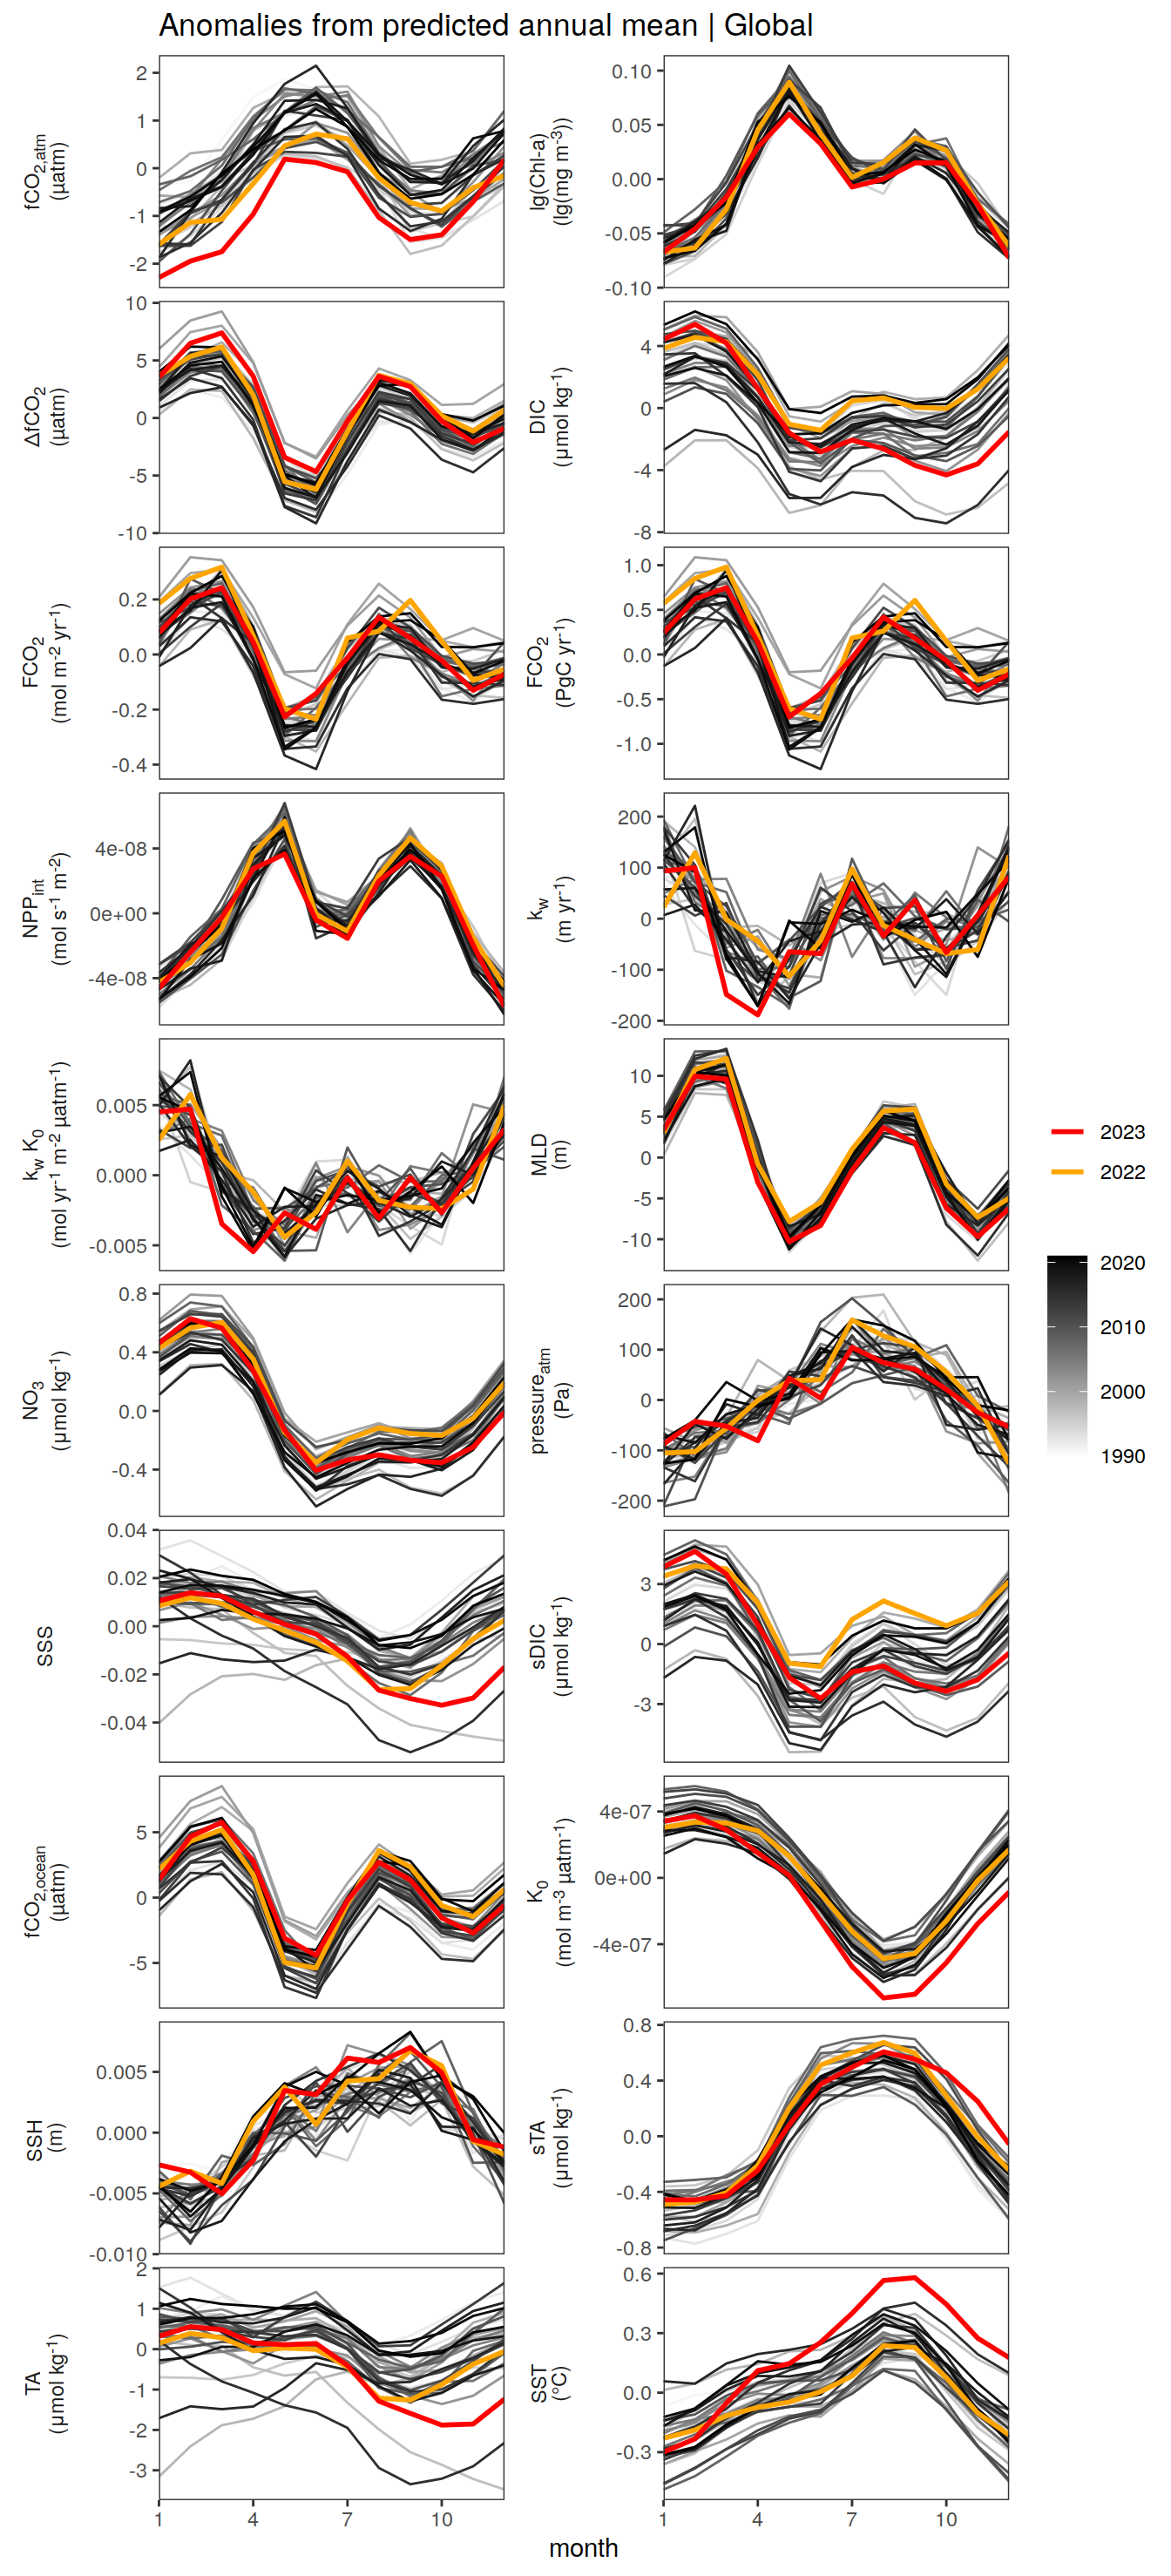 Anomalies from predicted annual mean | Global
fCO2,atm
(µatm)
2
1
0
-1
-2
lg(Chl-a)
(lg(mg m-3))
0.10
0.05
0.00
-0.05
-0.10
ΔfCO2
(µatm)
10
5
0
-5
-10
DIC
(µmol kg-1)
4
0
-4
-8
FCO2
(mol m-2 yr-1)
0.2
0.0
-0.2
-0.4
FCO2
(PgC yr-1)
1.0
0.5
0.0
-0.5
-1.0
NPPint
(mol s-1 m-2)
4e-08
0e+00
-4e-08
kw
(m yr-1)
200
100
0
-100
-200
kw K0
(mol yr-1 m-2 µatm-1)
0.005
0.000
-0.005
MLD
(m)
10
5
0
-5
-10
2023
2022
2020
2010
2000
1990
NO3
(µmol kg-1)
0.8
0.4
0.0
-0.4
pressureatm
(Pa)
200
100
0
-100
-200
SSS
0.04
0.02
0.00
-0.02
-0.04
sDIC
(µmol kg-1)
3
0
-3
fCO2,ocean
(µatm)
5
0
-5
K0
(mol m-3 µatm-1)
4e-07
0e+00
-4e-07
SSH
(m)
0.005
0.000
-0.005
-0.010
sTA
(µmol kg-1)
0.8
0.4
0.0
-0.4
-0.8
TA
(µmol kg-1)
2
1
0
-1
-2
-3
SST
(°C)
0.6
0.3
0.0
-0.3
1 4 7 10
1 4 7 10
month